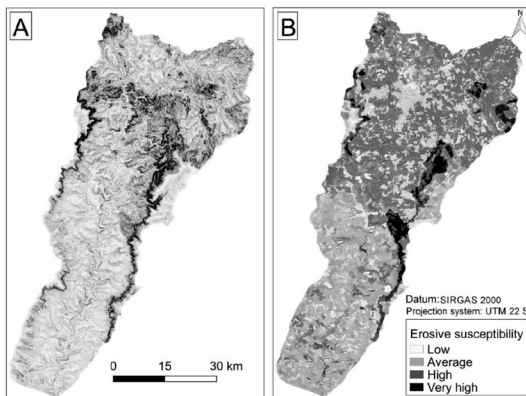 A
B
N
0 15 30 km
Datum: SIRGAS 2000
Projection system: UTM 22 S
Erosive susceptibility
Low
Average
High
Very high